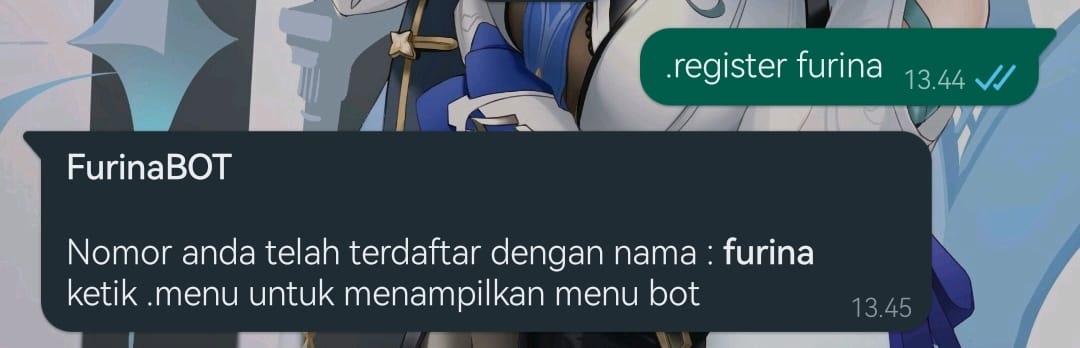 .register furina
13.44
FurinaBOT
Nomor anda telah terdaftar dengan nama : furina
ketik .menu untuk menampilkan menu bot
13.45